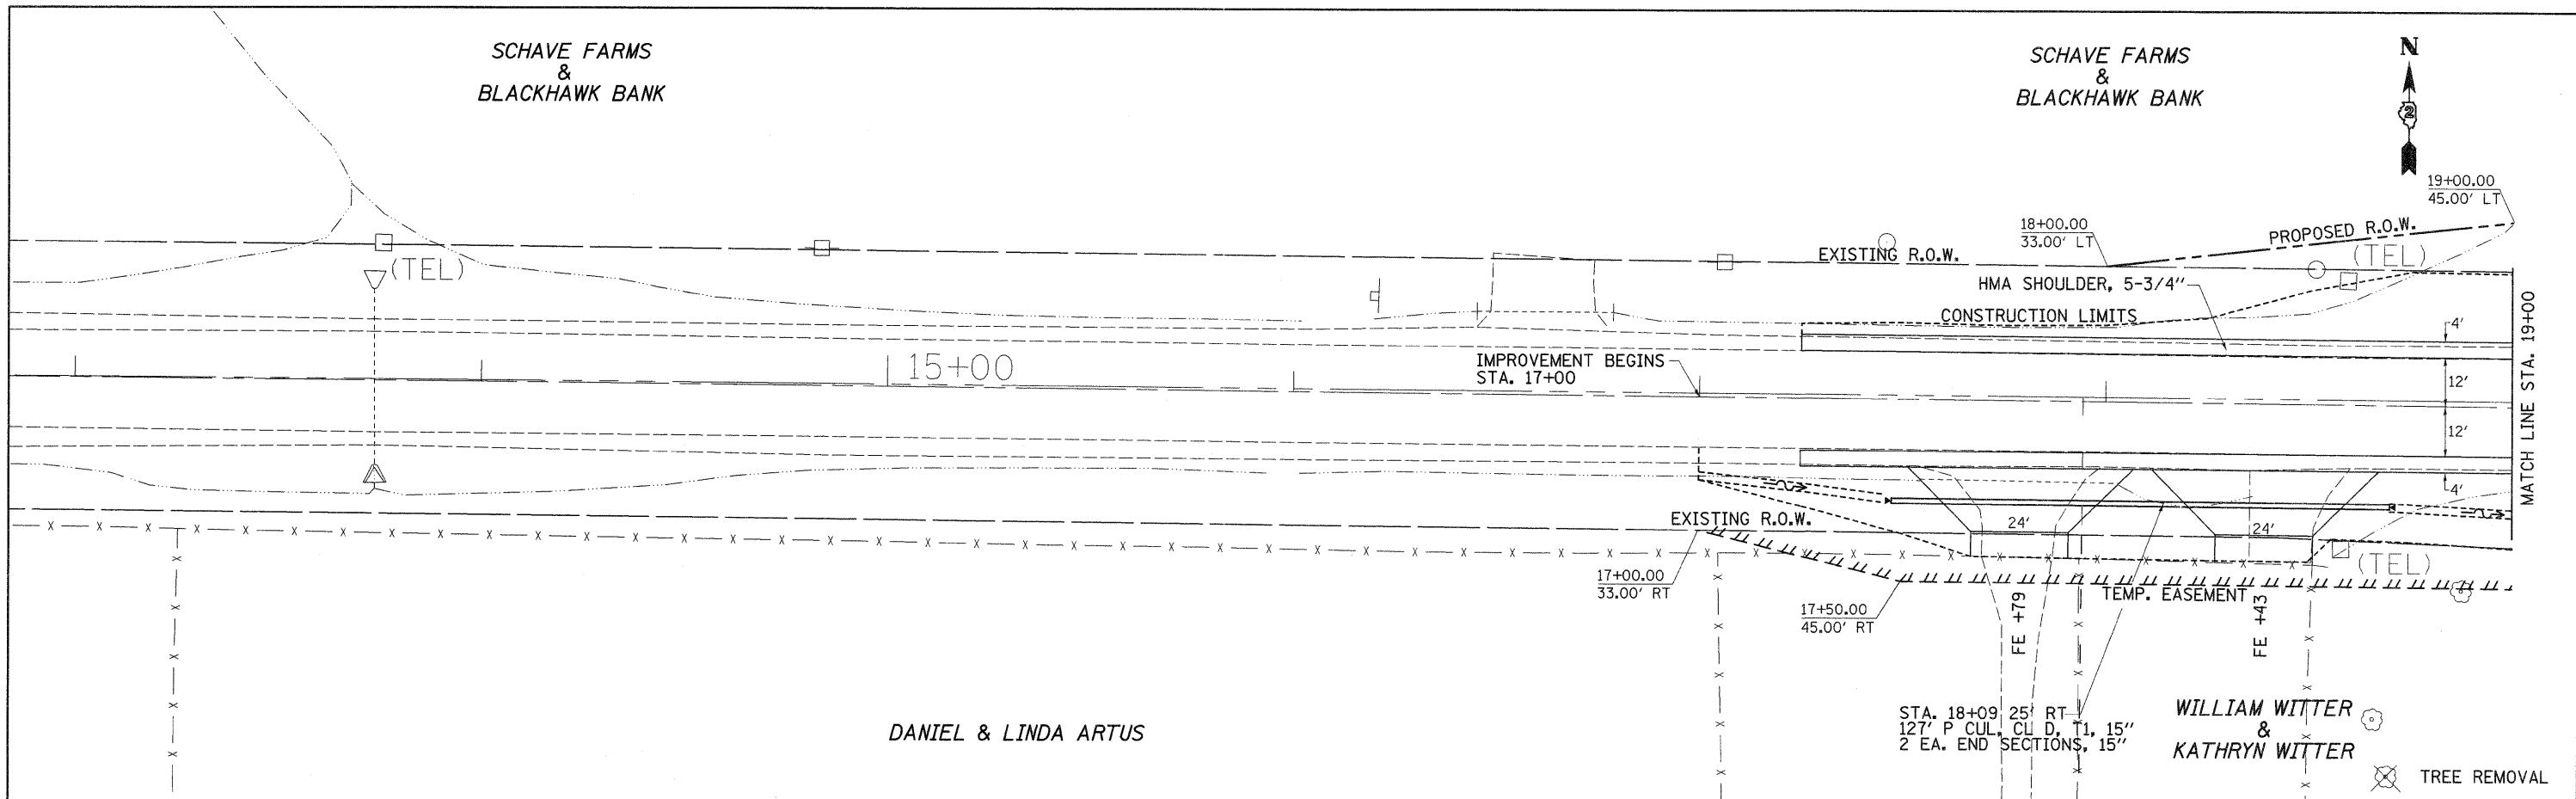 SCHAVE FARMS
&
BLACKHAWK BANK
SCHAVE FARMS
&
BLACKHAWK BANK
N
2
19+00.00
45.00' LT
18+00.00
33.00' LT
PROPOSED R.O.W.
EXISTING R.O.W.
(TEL)
(TEL)
HMA SHOULDER, 5-3/4"
CONSTRUCTION LIMITS
4'
IMPROVEMENT BEGINS
STA. 17+00
15+00
12'
12'
MATCH LINE STA. 19+00
4'
EXISTING R.O.W.
24'
24'
(TEL)
17+00.00
33.00' RT
17+50.00
45.00' RT
TEMP. EASEMENT
FE +79
FE +43
STA. 18+09 25' RT
127' P CUL, CL D, T1, 15"
2 EA. END SECTIONS, 15"
WILLIAM WITTER
&
KATHRYN WITTER
DANIEL & LINDA ARTUS
TREE REMOVAL